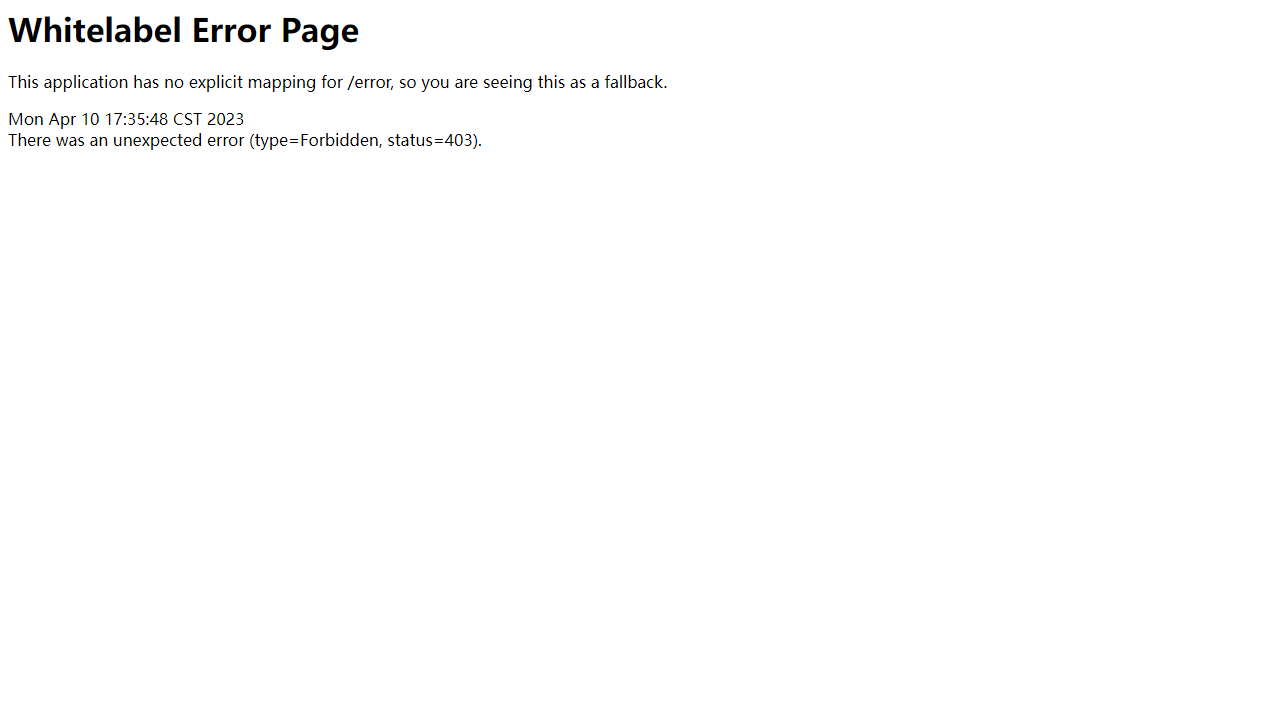 Whitelabel Error Page
This application has no explicit mapping for /error, so you are seeing this as a fallback.
Mon Apr 10 17:35:48 CST 2023
There was an unexpected error (type=Forbidden, status=403).